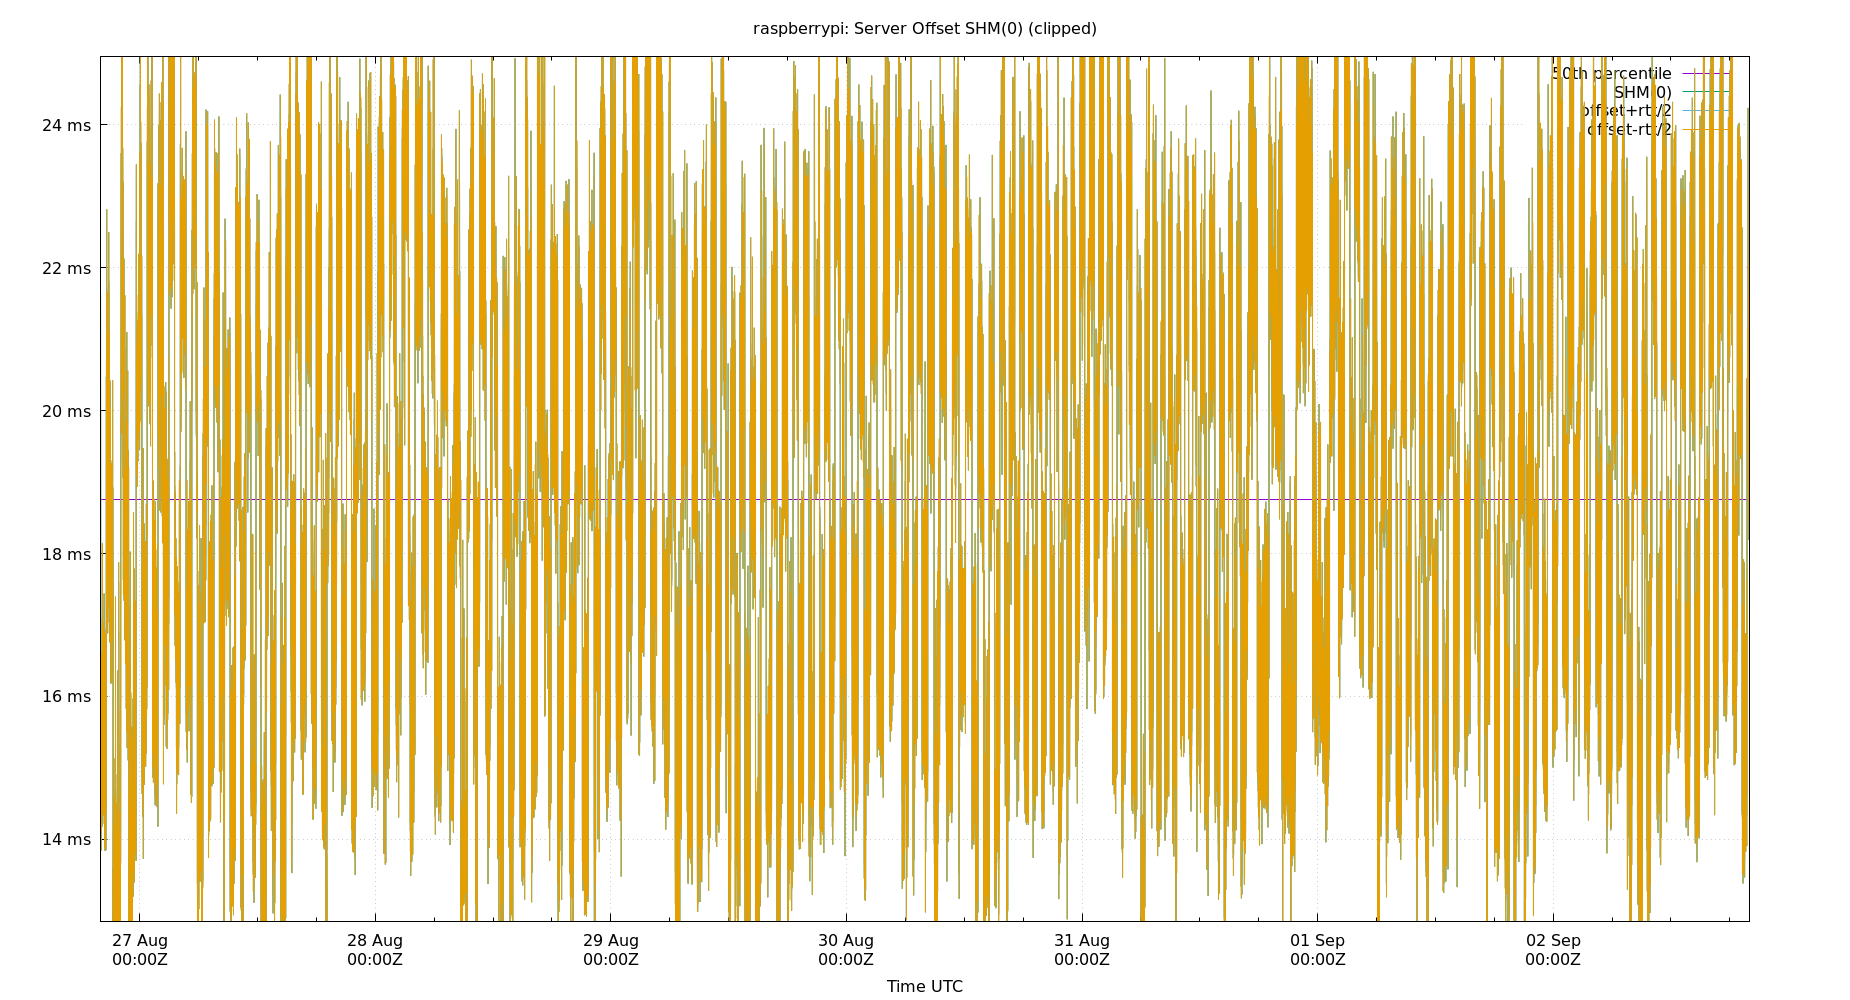 raspberrypi: Server Offset SHM(0) (clipped)
50th percentile
SHM(0)
offset+rtt/2
offset-rtt/2
24 ms
22 ms
20 ms
18 ms
16 ms
14 ms
27 Aug 28 Aug 29 Aug 30 Aug 31 Aug 01 Sep 02 Sep
00:00Z 00:00Z 00:00Z 00:00Z 00:00Z 00:00Z 00:00Z
Time UTC